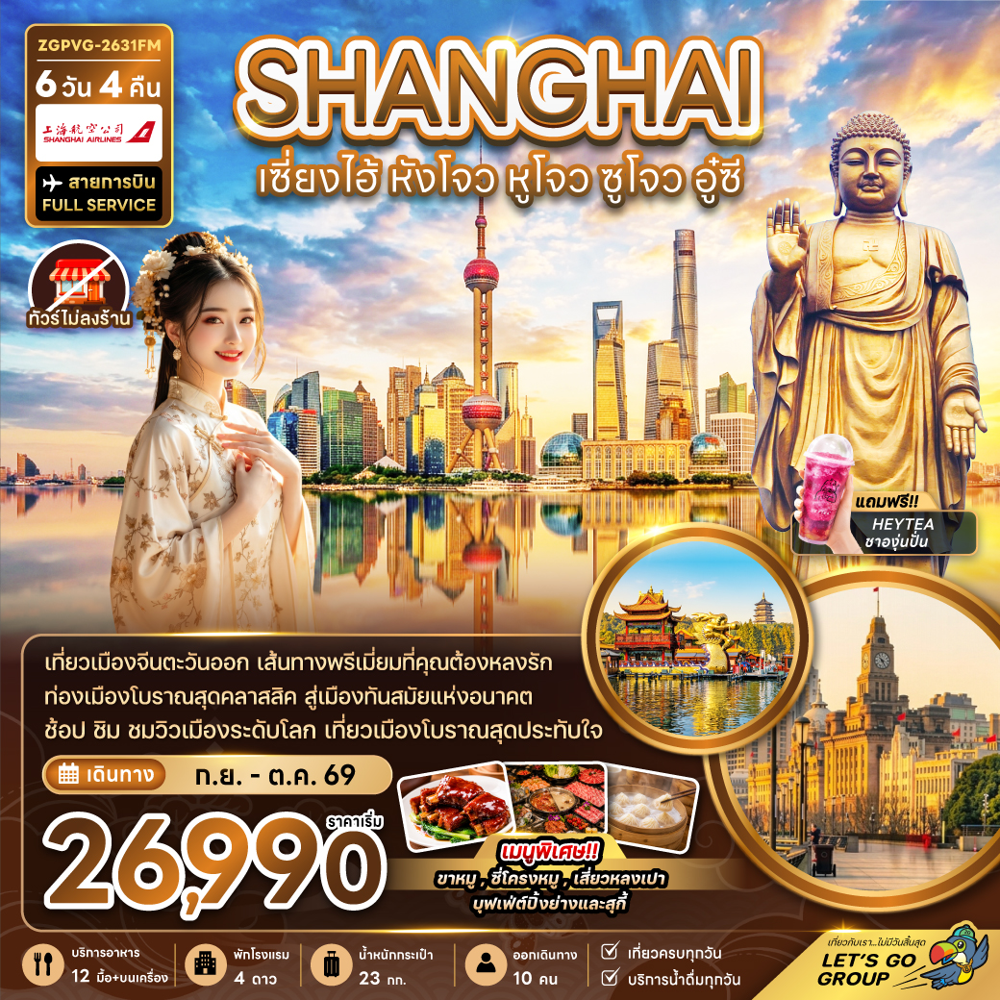 ZGPVG-2631FM
6 วัน 4 คืน
上海航空公司
SHANGHAI AIRLINES
สายการบิน
FULL SERVICE
ทัวร์ไม่ลงร้าน
SHANGHAI
เซี่ยงไฮ้ หังโจว หูโจว ซูโจว อู๋ซี
แถมฟรี!!
HEYTEA
ชาองุ่นปั่น
เที่ยวเมืองจีนตะวันออก เส้นทางพรีเมี่ยมที่คุณต้องหลงรัก
ท่องเมืองโบราณสุดคลาสสิค สู่เมืองทันสมัยแห่งอนาคต
ช้อป ชิม ชมวิวเมืองระดับโลก เที่ยวเมืองโบราณสุดประทับใจ
เดินทาง ก.ย. - ต.ค. 69
ราคาเริ่ม
26,990
เมนูพิเศษ!!
ขาหมู , ซี่โครงหมู , เสี่ยวหลงเปา
บุฟเฟ่ต์ปิ้งย่างและสุกี้
บริการอาหาร
12 มื้อ+บนเครื่อง
พักโรงแรม
4 ดาว
น้ำหนักกระเป๋า
23 กก.
ออกเดินทาง
10 คน
เที่ยวครบทุกวัน
บริการน้ำดื่มทุกวัน
เที่ยวกับเรา...ไม่มีวันสิ้นสุด
LET'S GO
GROUP